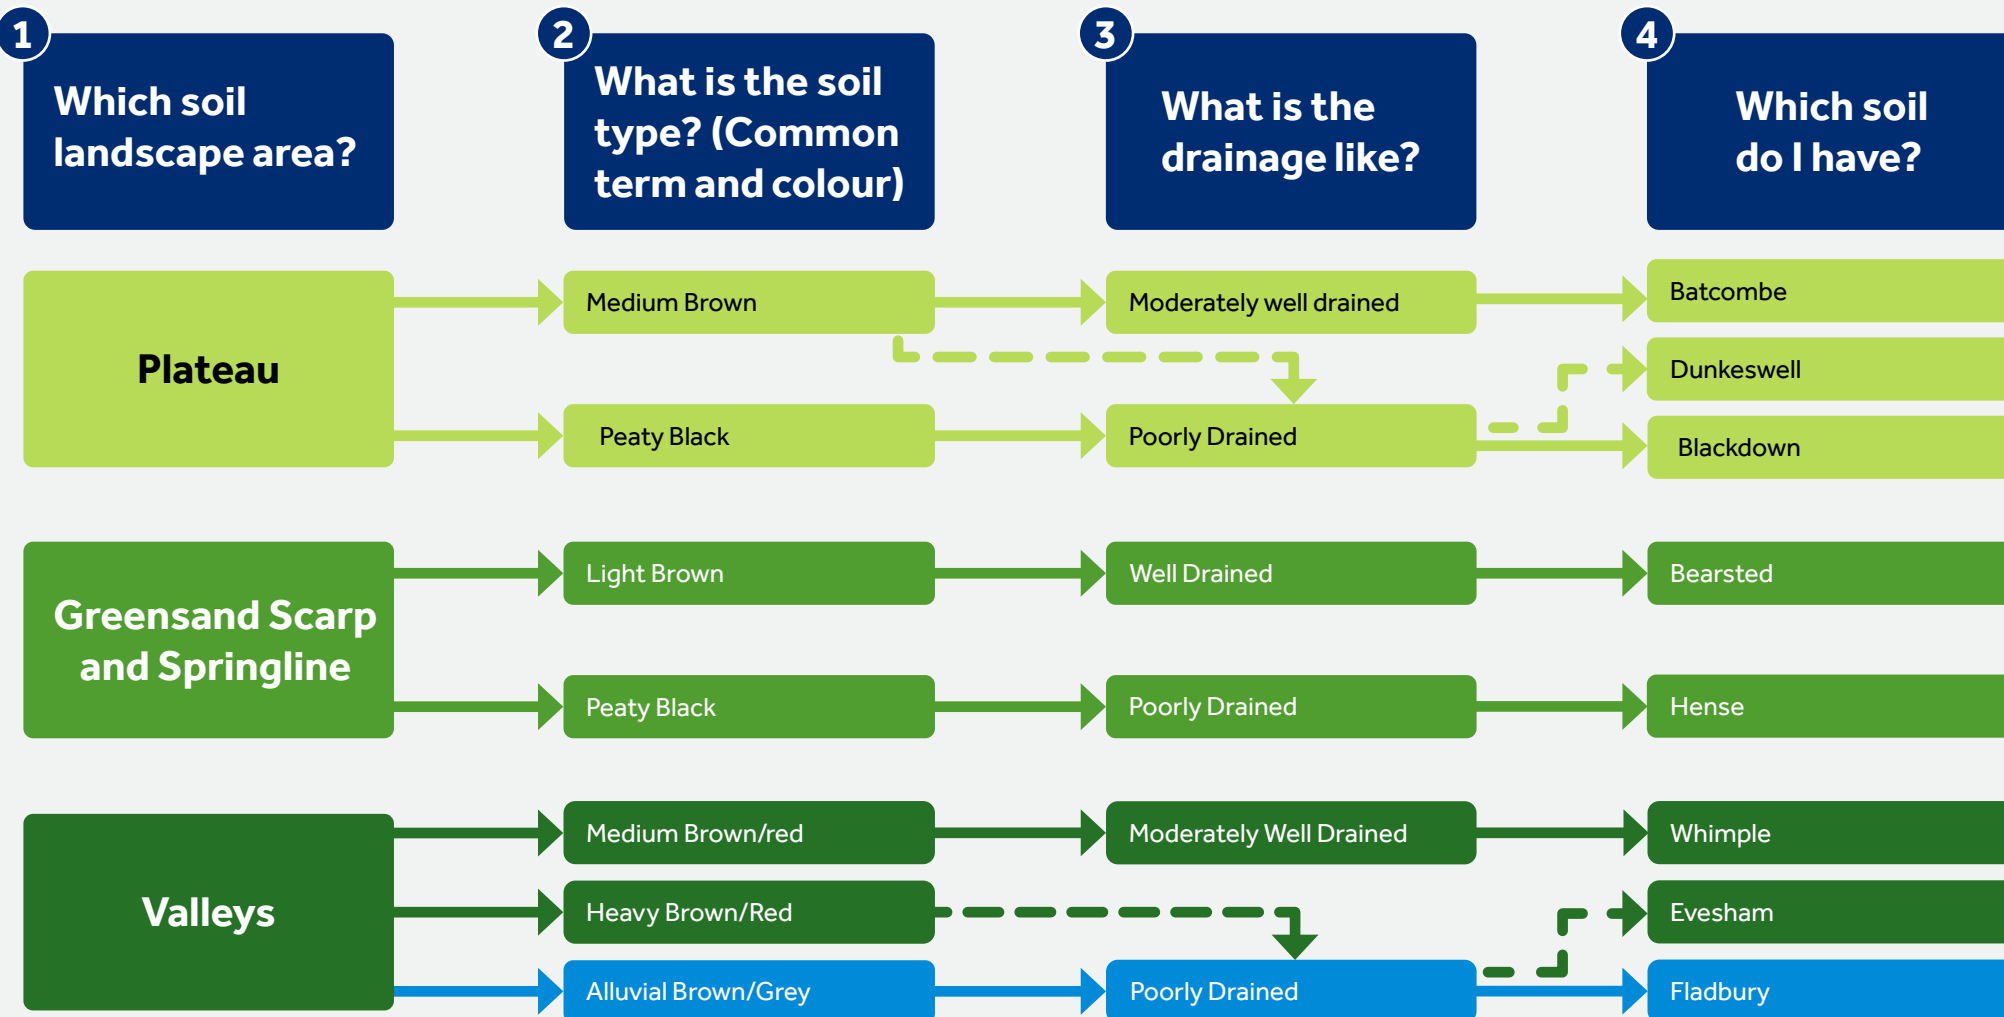 1
Which soil
landscape area?
2
What is the soil
type? (Common
term and colour)
3
What is the
drainage like?
4
Which soil
do I have?
Plateau
Medium Brown
Moderately well drained
Batcombe
Dunkeswell
Peaty Black
Poorly Drained
Blackdown
Greensand Scarp
and Springline
Light Brown
Well Drained
Bearsted
Peaty Black
Poorly Drained
Hense
Valleys
Medium Brown/red
Moderately Well Drained
Whimple
Heavy Brown/Red
Evesham
Alluvial Brown/Grey
Poorly Drained
Fladbury